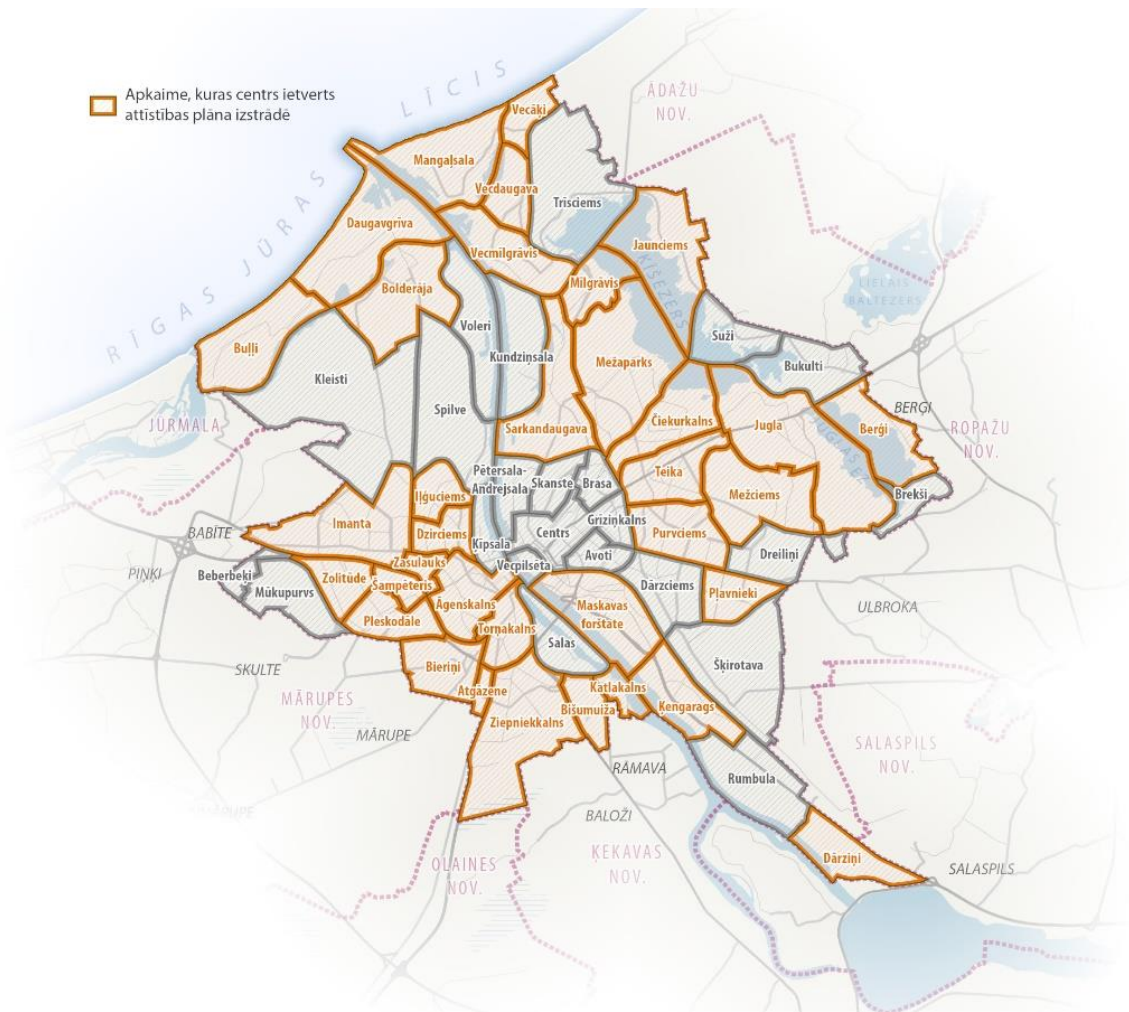 Apkaime, kuras centrs ietverts
attīstības plāna izstrādē
RĪGAS JŪRAS LĪCIS
ĀDAŽU
NOV.
Vecāki
Mangaļsala
Vecdaugava
Trīsciems
Daugavgrīva
Vecmīlgrāvis
Jaunciems
Mīlgrāvis
ĶĪŠEZERS
LIELAIS
BALTEZERS
Bolderāja
Voleri
Kundziņsala
Suži
Bukulti
Buļļi
Kleisti
Mežaparks
Spilve
BERĢI
JŪRMALA
Sarkandaugava
Čiekurkalns
Jugla
Berģi
ROPAŽU
NOV.
JUGLAS EZ.
Pētersala-
Andrejsala
Skanste
Brasa
Teika
Mežciems
Brekši
Iļģuciems
Imanta
Grīziņkalns
Dzirciems
Centrs
Purvciems
BABĪTE
Ķīpsala
Avoti
Dreiliņi
PIŅĶI
Zasulauks
Vecpilsēta
Beberbeķi
Mūkupurvs
Zolitūde
Šampēteris
Dārzciems
Pļavnieki
Āgenskalns
Maskavas
forštate
ULBROKA
Pleskodāle
Torņakalns
Salas
Šķirotava
SKULTE
Bieriņi
Atgāzene
Katlakalns
Bišumuiža
Ķengarags
MĀRUPES
NOV.
Ziepniekkalns
MĀRUPE
SALASPILS
NOV.
RĀMAVA
Rumbula
BALOŽI
OLAINES
NOV.
ĶEKAVAS
NOV.
Dārziņi
SALASPILS